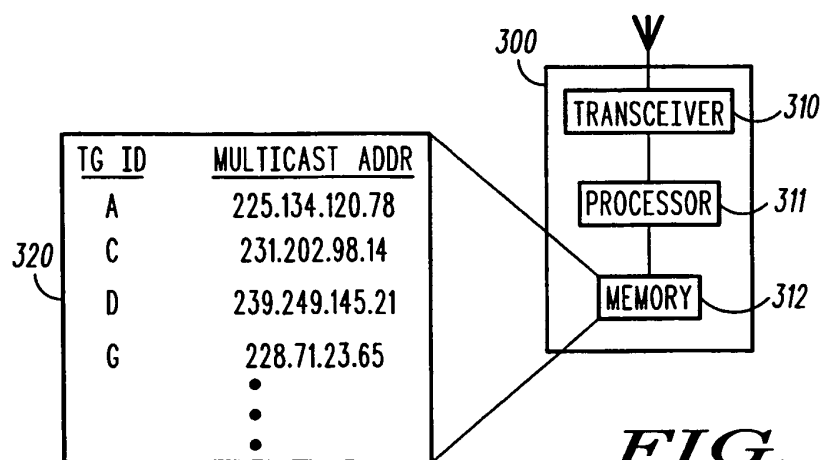 300
TRANSCEIVER 310
PROCESSOR 311
MEMORY 312
320
TG ID MULTICAST ADDR
A 225.134.120.78
C 231.202.98.14
D 239.249.145.21
G 228.71.23.65
FIG.